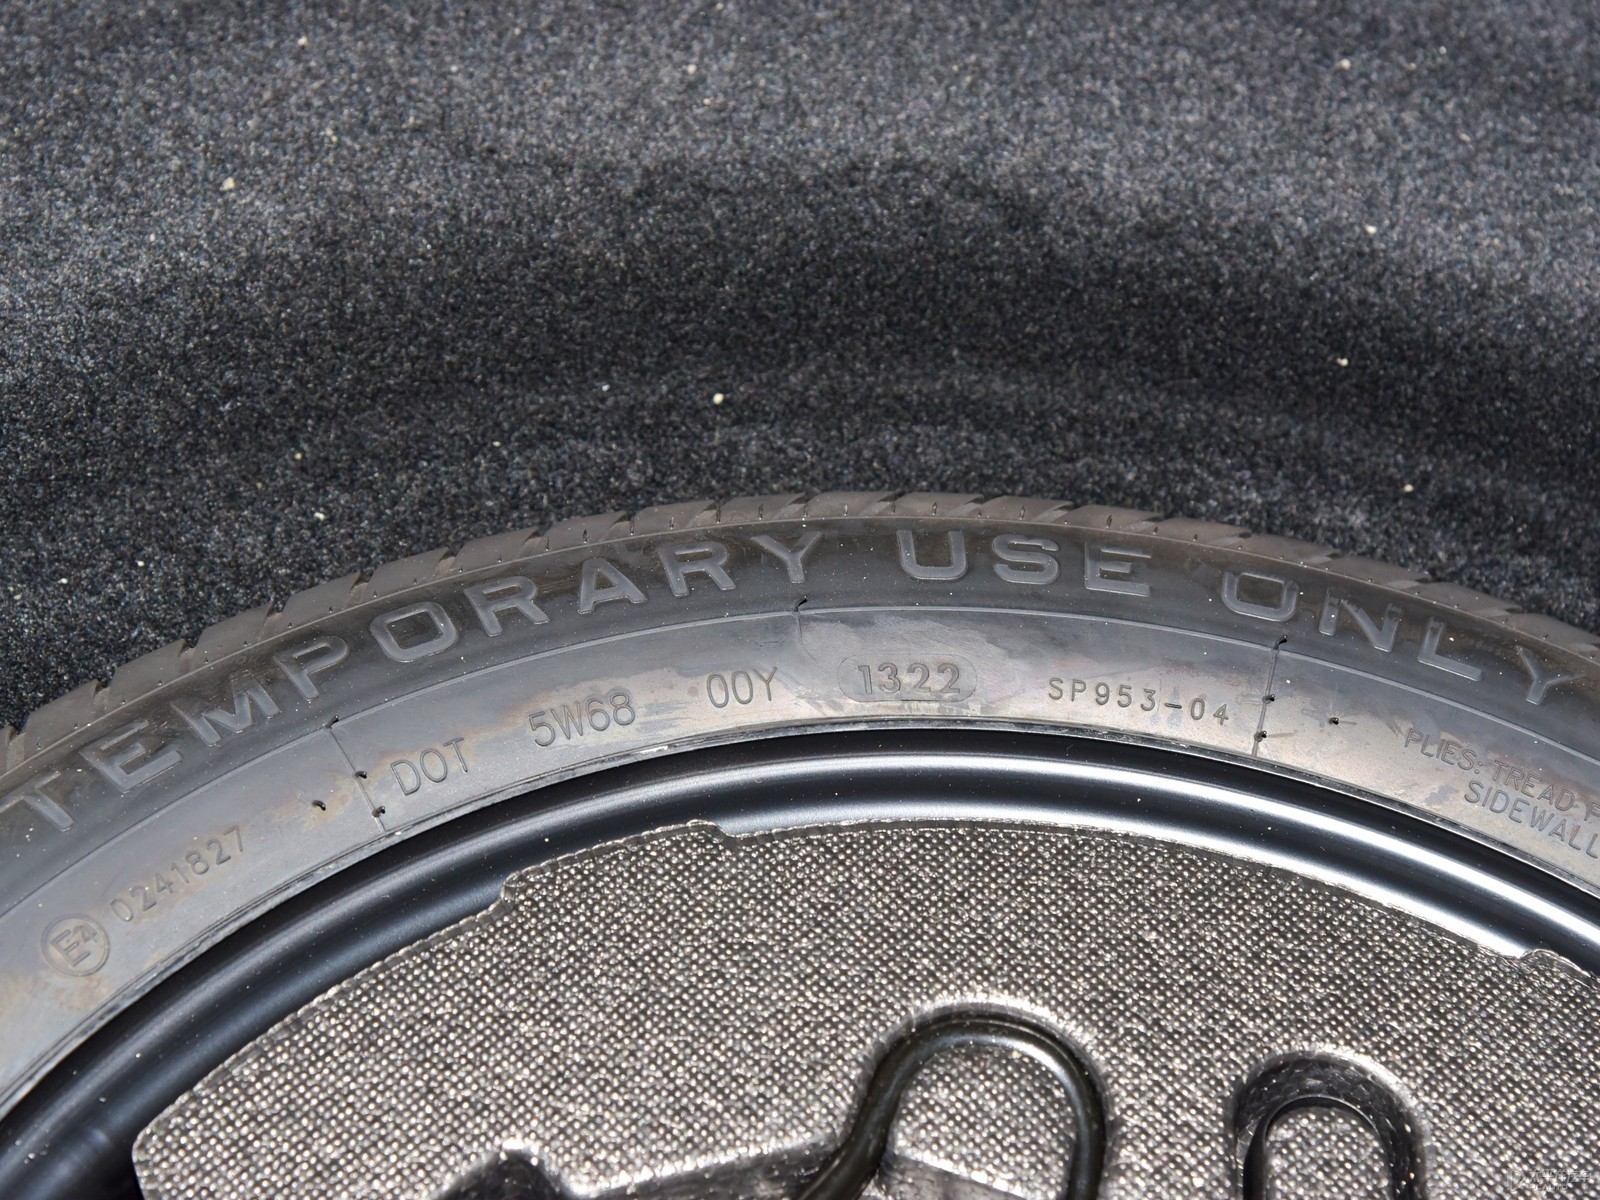 TEMPORARY USE ONLY
DOT 5W68 00Y 1322 SP953-04
E4 0241827
PLIES: TREAD
SIDEWALL